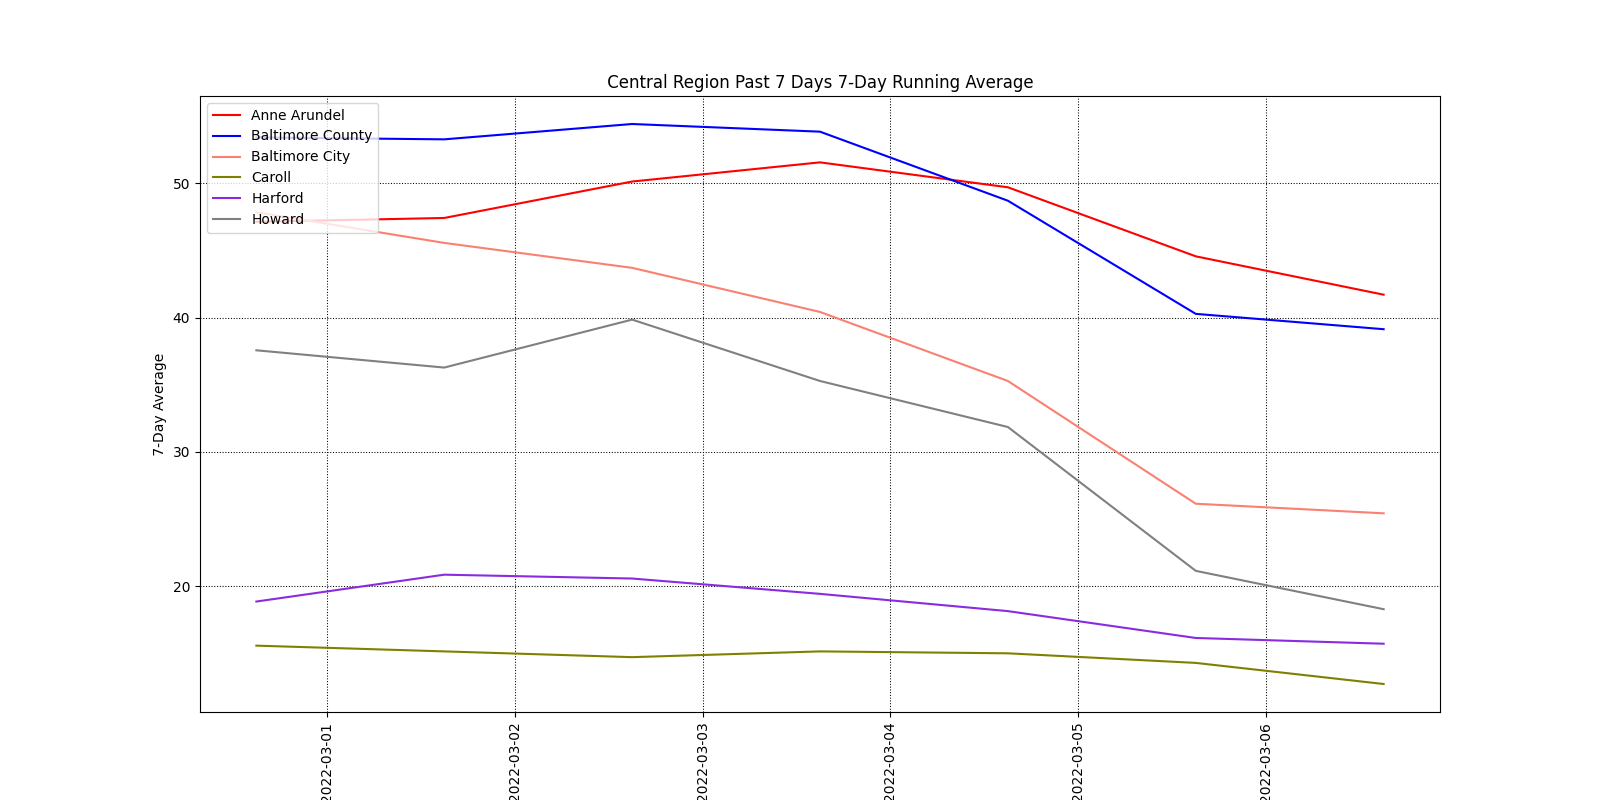 Central Region Past 7 Days 7-Day Running Average
Anne Arundel
Baltimore County
Baltimore City
Caroll
Harford
Howard
7-Day Average
50
40
30
20
2022-03-01
2022-03-02
2022-03-03
2022-03-04
2022-03-05
2022-03-06